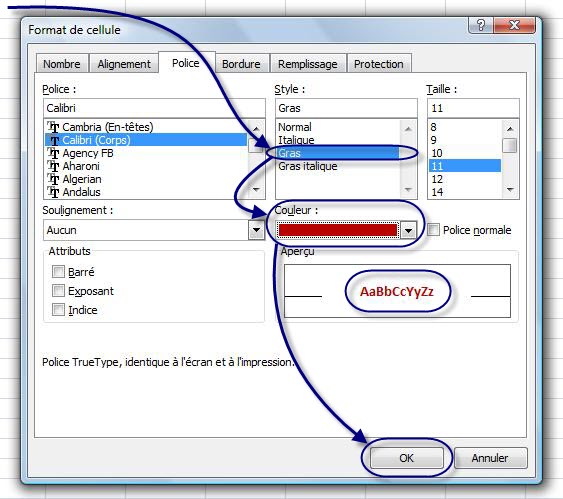 Format de cellule
Nombre Alignement Police Bordure Remplissage Protection
Police : Style : Taille :
Calibri Gras 11
Cambria (En-têtes) Normal 8
Calibri (Corps) Italique 9
Agency FB Gras 10
Aharoni Gras italique 11
Algerian 12
Andalus 14
Soulignement : Couleur :
Aucun Police normale
Attributs Aperçu
Barré
Exposant AaBbCcYyZz
Indice
Police TrueType, identique à l'écran et à l'impression.
OK Annuler